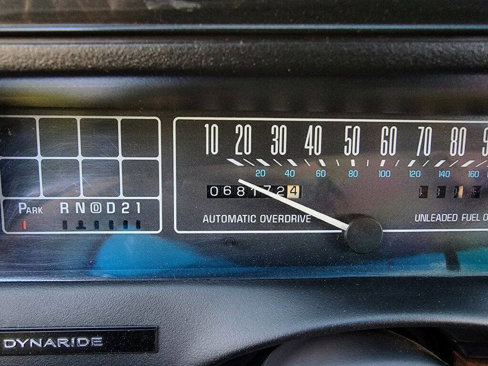 10 20 30 40 50 60 70 80 9
20 40 60 80 100 120 140 160
068172 4
PARK R N D D 2 1
AUTOMATIC OVERDRIVE
UNLEADED FUEL O
DYNARIDE